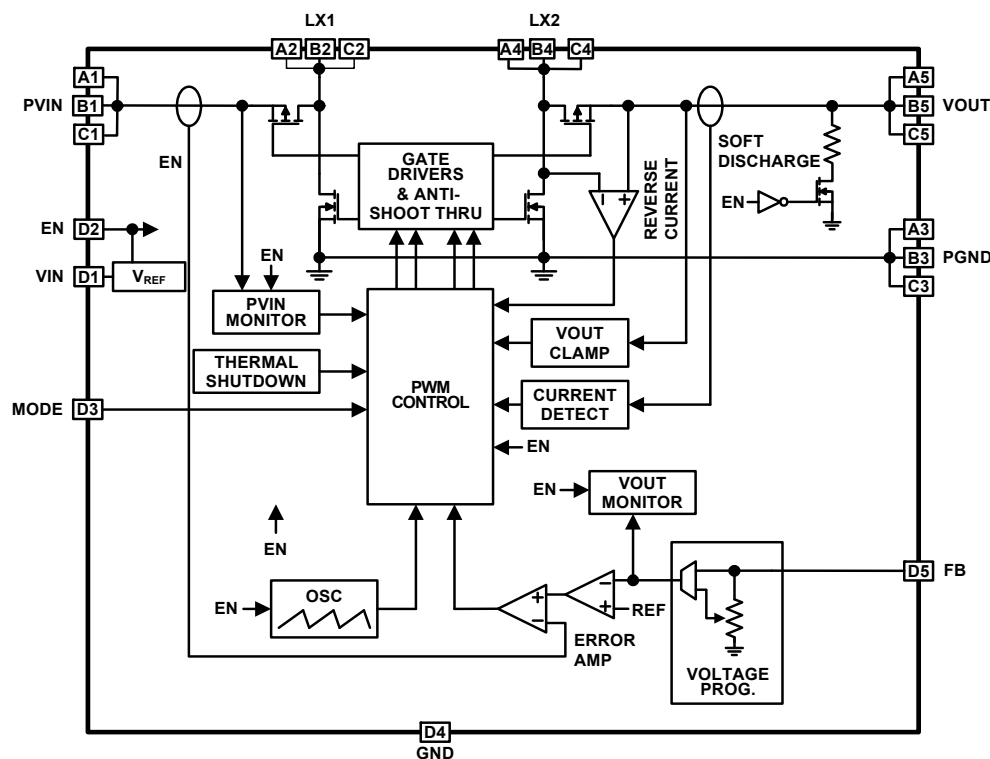 LX1
LX2
A2 B2 C2
A4 B4 C4
A1
A5
PVIN B1
B5 VOUT
C1
C5
EN
GATE
DRIVERS
& ANTI-
SHOOT THRU
REVERSE
CURRENT
SOFT
DISCHARGE
EN
EN D2
A3
VIN D1
VREF
EN
B3 PGND
C3
PVIN
MONITOR
VOUT
CLAMP
THERMAL
SHUTDOWN
PWM
CONTROL
CURRENT
DETECT
MODE D3
EN
EN
VOUT
MONITOR
EN
D5 FB
EN
OSC
+
−
−
+
REF
ERROR
AMP
VOLTAGE
PROG.
D4
GND
− +